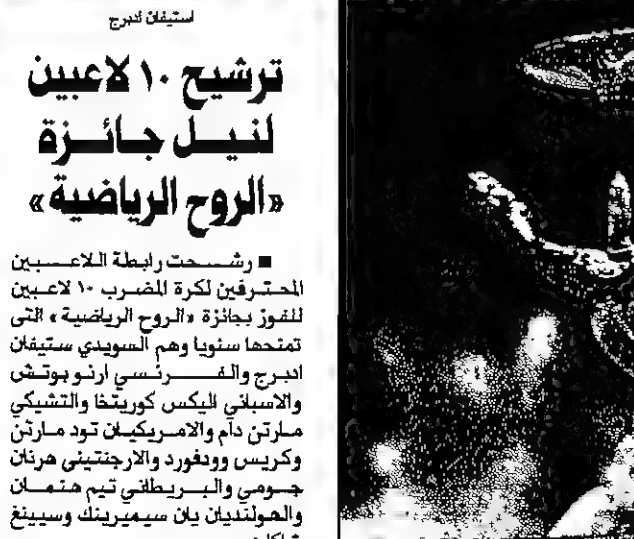 استيفان ادبرج
ترشيح ١٠ لاعبين
لنيل جائزة
«الروح الرياضية»
■ رشحت رابطة اللاعبين
المحترفين لكرة المضرب ١٠ لاعبين
للفوز بجائزة «الروح الرياضية» التى
تمنحها سنويا وهم السويدي ستيفان
ادبرج والفرنسي ارنو بوتش
والاسباني اليكس كوريتخا والتشيكي
مارتن دام والامريكيان تود مارتن
وكريس وودفورد والارجنتيني هرنان
جومي والبريطاني تيم هنمان
والهولنديان يان سيميرينك وسيينغ